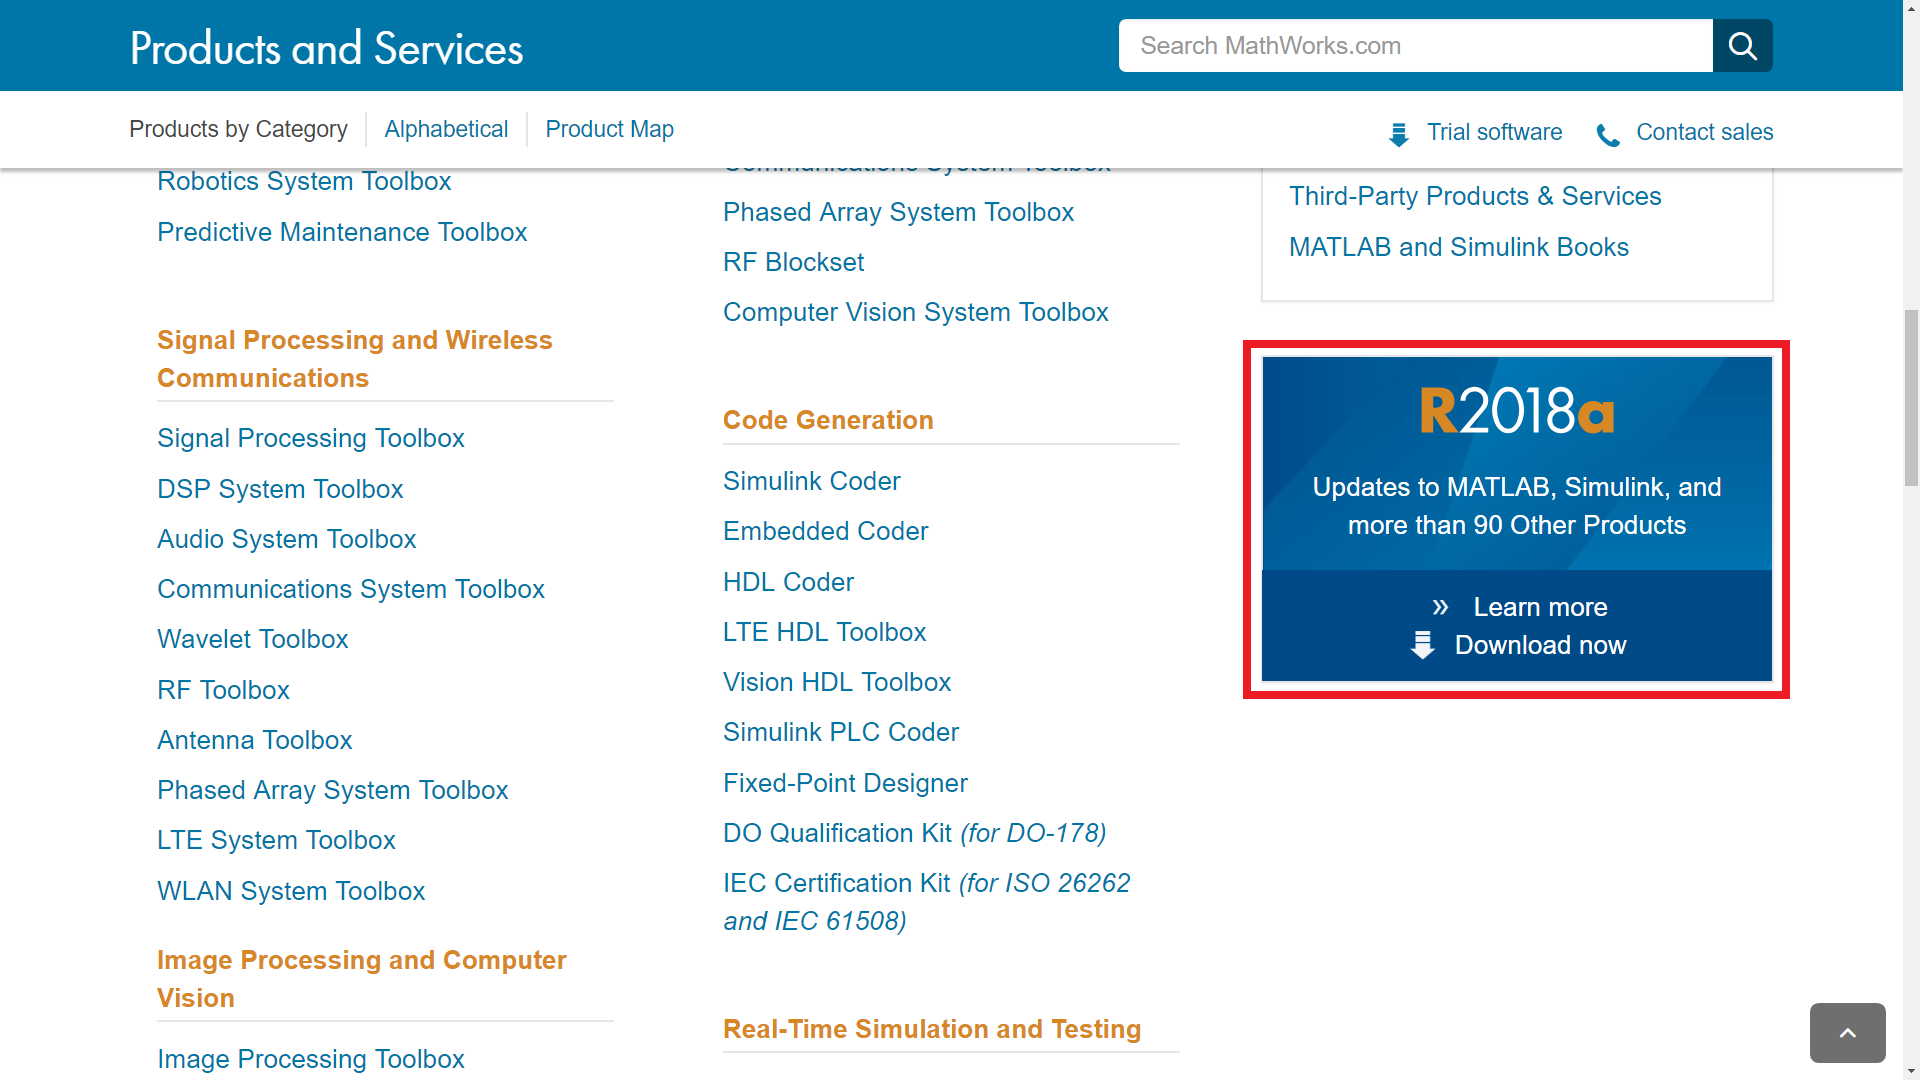 Products and Services
Search MathWorks.com
Products by Category
Alphabetical
Product Map
Trial software
Contact sales
Robotics System Toolbox
Predictive Maintenance Toolbox
Signal Processing and Wireless
Communications
Signal Processing Toolbox
DSP System Toolbox
Audio System Toolbox
Communications System Toolbox
Wavelet Toolbox
RF Toolbox
Antenna Toolbox
Phased Array System Toolbox
LTE System Toolbox
WLAN System Toolbox
Image Processing and Computer
Vision
Image Processing Toolbox
Communications System Toolbox
Phased Array System Toolbox
RF Blockset
Computer Vision System Toolbox
Code Generation
Simulink Coder
Embedded Coder
HDL Coder
LTE HDL Toolbox
Vision HDL Toolbox
Simulink PLC Coder
Fixed-Point Designer
DO Qualification Kit (for DO-178)
IEC Certification Kit (for ISO 26262
and IEC 61508)
Real-Time Simulation and Testing
Third-Party Products & Services
MATLAB and Simulink Books
R2018a
Updates to MATLAB, Simulink, and
more than 90 Other Products
» Learn more
Download now